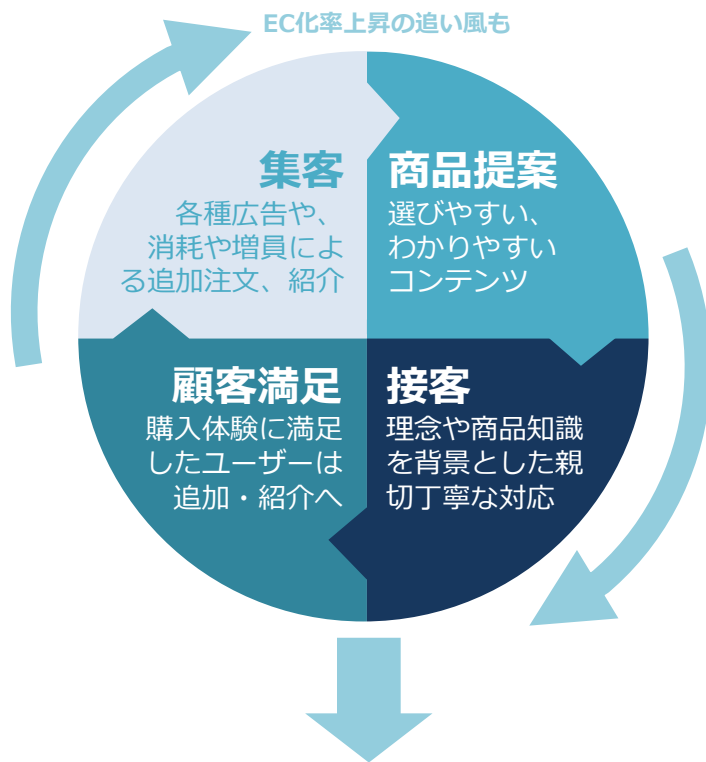 EC化率上昇の追い風も
集客
各種広告や、
消耗や増員によ
る追加注文、紹介
商品提案
選びやすい、
わかりやすい
コンテンツ
顧客満足
購入体験に満足
したユーザーは
追加・紹介へ
接客
理念や商品知識
を背景とした親
切丁寧な対応